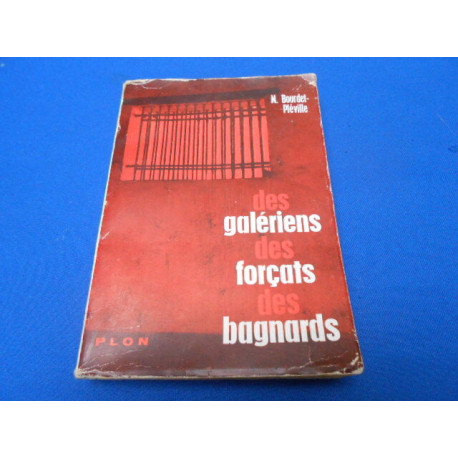 M. Bourdet-
Pléville
des
galériens
des
forçats
des
bagnards
PLON